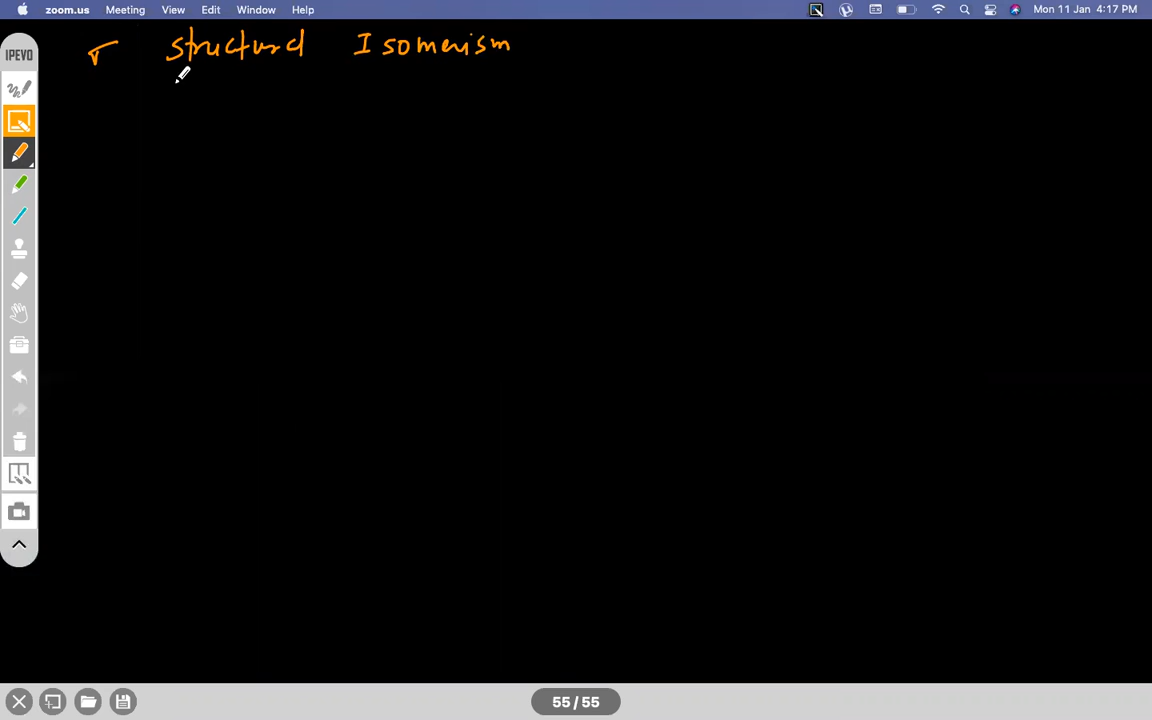 zoom.us Meeting View Edit Window Help Mon 11 Jan 4:17 PM
IPEVO
structural Isomerism
55/55